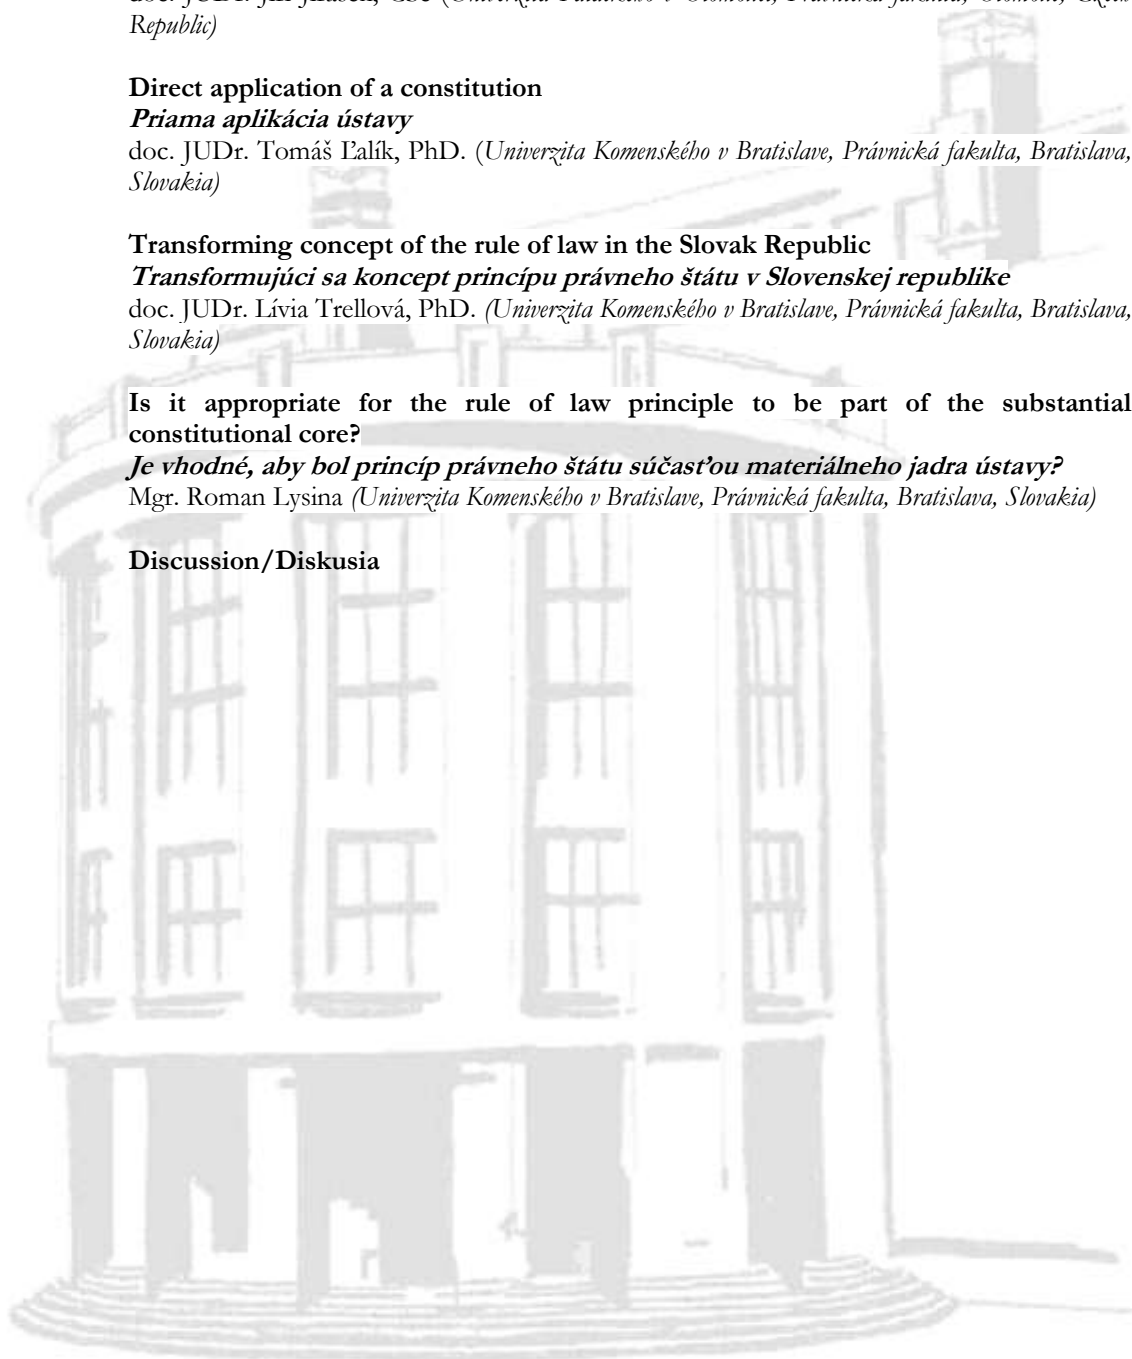 Republic)
Direct application of a constitution
Priama aplikácia ústavy
doc. JUDr. Tomáš Ľalík, PhD. (Univerzita Komenského v Bratislave, Právnická fakulta, Bratislava,
Slovakia)
Transforming concept of the rule of law in the Slovak Republic
Transformujúci sa koncept princípu právneho štátu v Slovenskej republike
doc. JUDr. Lívia Trellová, PhD. (Univerzita Komenského v Bratislave, Právnická fakulta, Bratislava,
Slovakia)
Is it appropriate for the rule of law principle to be part of the substantial
constitutional core?
Je vhodné, aby bol princíp právneho štátu súčasťou materiálneho jadra ústavy?
Mgr. Roman Lysina (Univerzita Komenského v Bratislave, Právnická fakulta, Bratislava, Slovakia)
Discussion/Diskusia